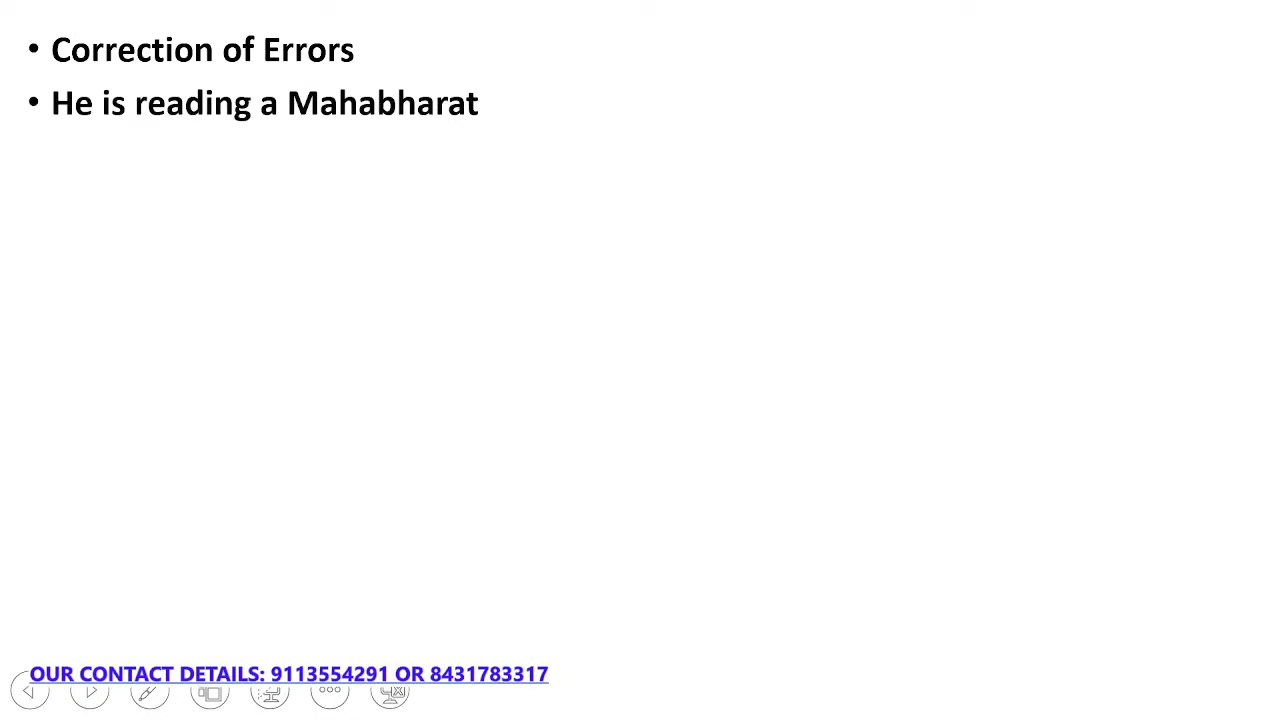 • Correction of Errors
• He is reading a Mahabharat
OUR CONTACT DETAILS: 9113554291 OR 8431783317